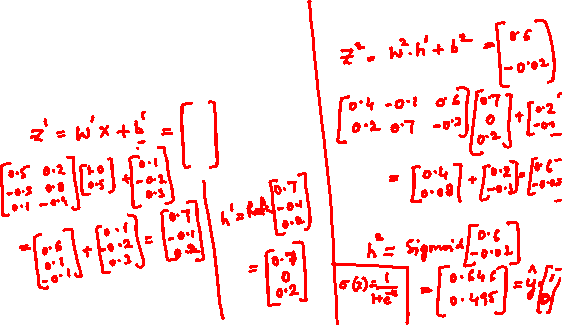 z¹ = w¹x + b¹ = [ ]
[0.5 0.2
-0.3 0.8
0.1 ] [1.0
0.5] + [0.1
-0.2
0.3]
= [0.6
0.1
-0.1] + [0.1
-0.2
0.3] = [0.7
-0.1
0.2]
h¹ = [0.7
-0.1
0.2]
= [0.7
0
0.2]
z² = w².h¹ + b² = [0.6
-0.02]
[0.4 -0.1 0.6
0.2 0.7 ] [0.7
0
0.2] + [0.2
= [0.4
0.08] + [0.2
] = [0.6
h² = Sigmoid [0.6
-0.02]
σ(z) = 1
= [0.645
0.495] = ŷ